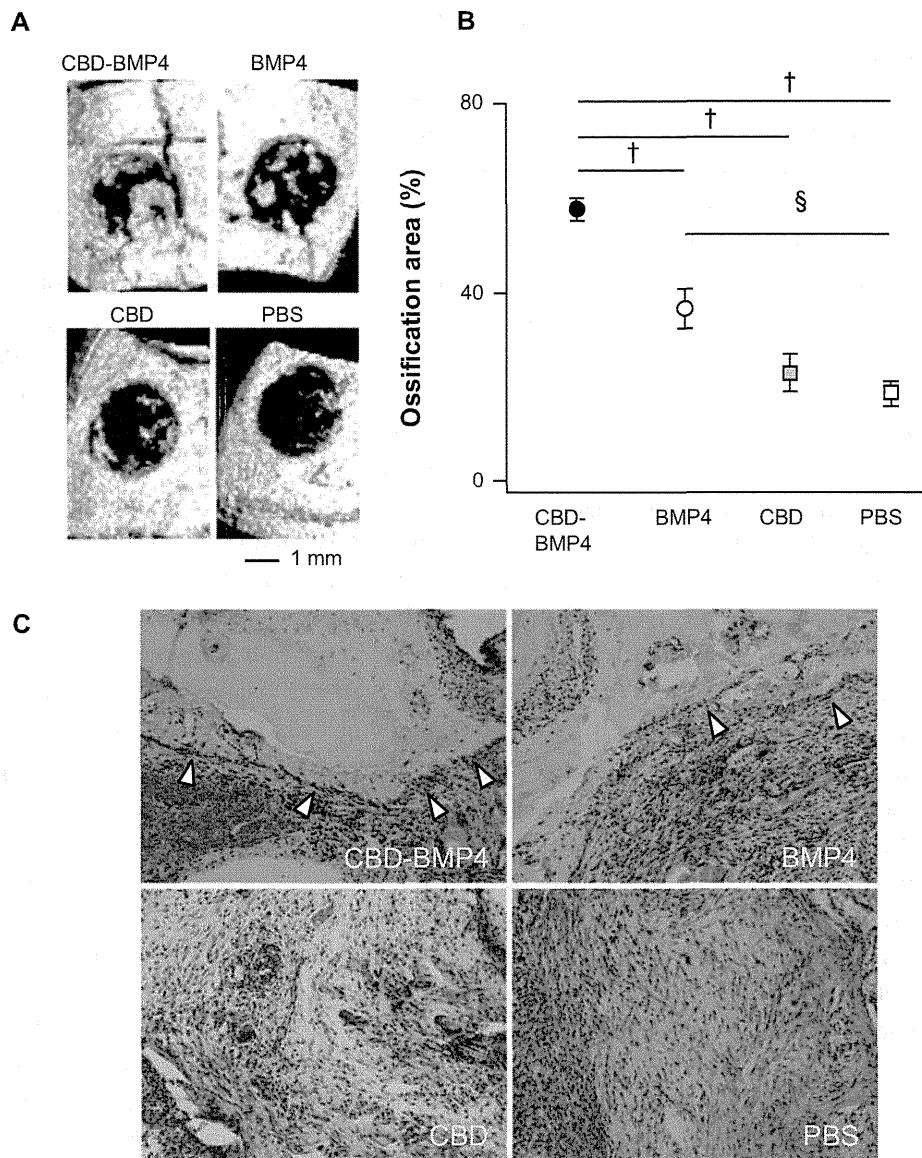 A
CBD-BMP4
BMP4
CBD
PBS
1 mm
B
Ossification area (%)
80
40
0
†
†
†
§
CBD-
BMP4
BMP4
CBD
PBS
C
CBD-BMP4
BMP4
CBD
PBS